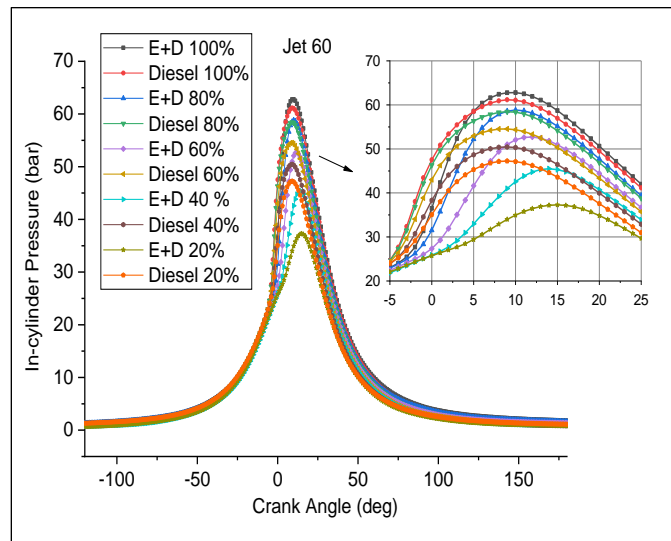 Jet 60
E+D 100%
Diesel 100%
E+D 80%
Diesel 80%
E+D 60%
Diesel 60%
E+D 40 %
Diesel 40%
E+D 20%
Diesel 20%
70
60
50
40
30
20
10
0
In-cylinder Pressure (bar)
-100 -50 0 50 100 150
Crank Angle (deg)
70
60
50
40
30
20
-5 0 5 10 15 20 25